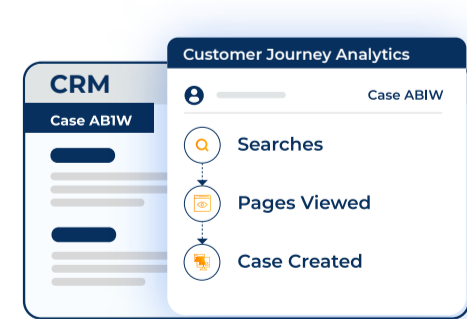 Customer Journey Analytics
CRM
Case AB1W
Case ABIW
Searches
Pages Viewed
Case Created